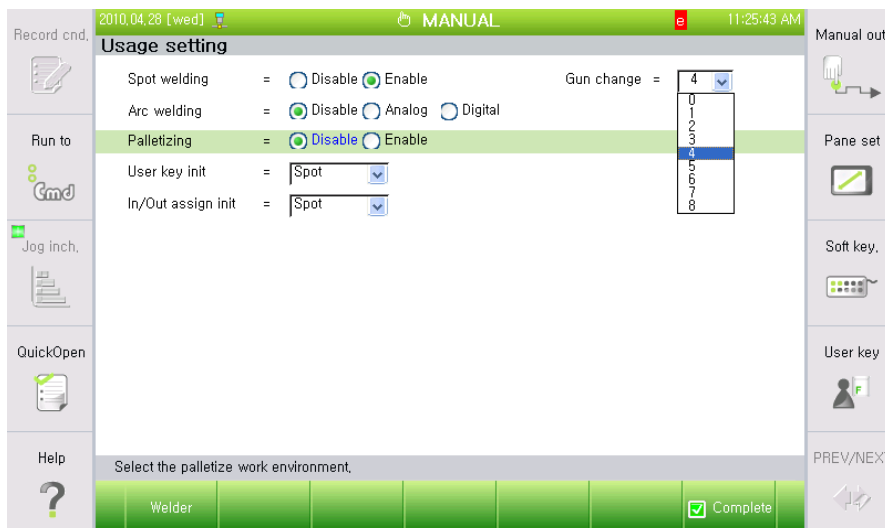 2010,04,28 [wed] MANUAL e 11:25:43 AM
Usage setting
Record cnd,
Run to
Cmd
Jog inch,
QuickOpen
Help
?
Spot welding = Disable Enable Gun change = 4
Arc welding = Disable Analog Digital
Palletizing = Disable Enable
User key init = Spot
In/Out assign init = Spot
0
1
2
3
4
5
6
7
8
Manual out
Pane set
Soft key,
User key
F
PREV/NEX
Select the palletize work environment,
Welder
Complete